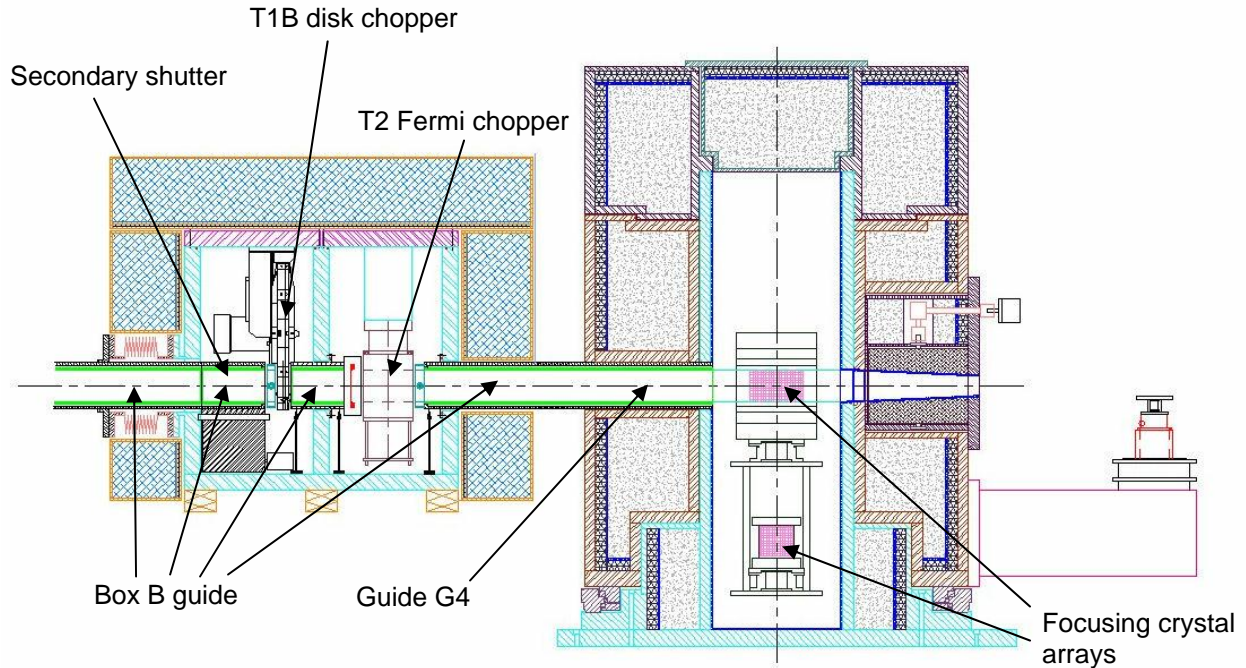 T1B disk chopper
Secondary shutter
T2 Fermi chopper
Box B guide
Guide G4
Focusing crystal
arrays